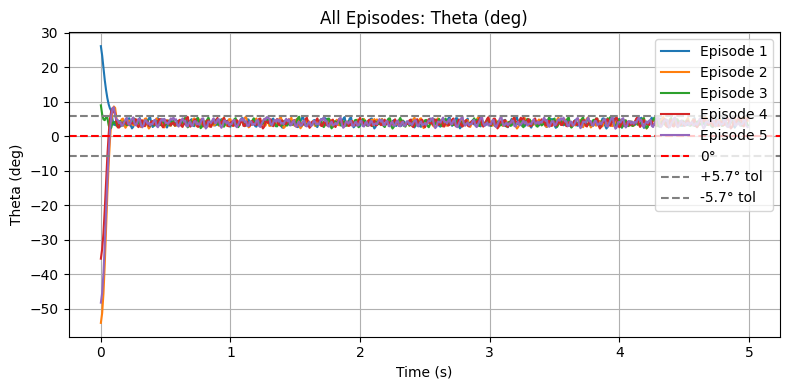 All Episodes: Theta (deg)
Theta (deg)
30
20
10
0
−10
−20
−30
−40
−50
0
1
2
3
4
5
Time (s)
Episode 1
Episode 2
Episode 3
Episode 4
Episode 5
0°
+5.7° tol
-5.7° tol